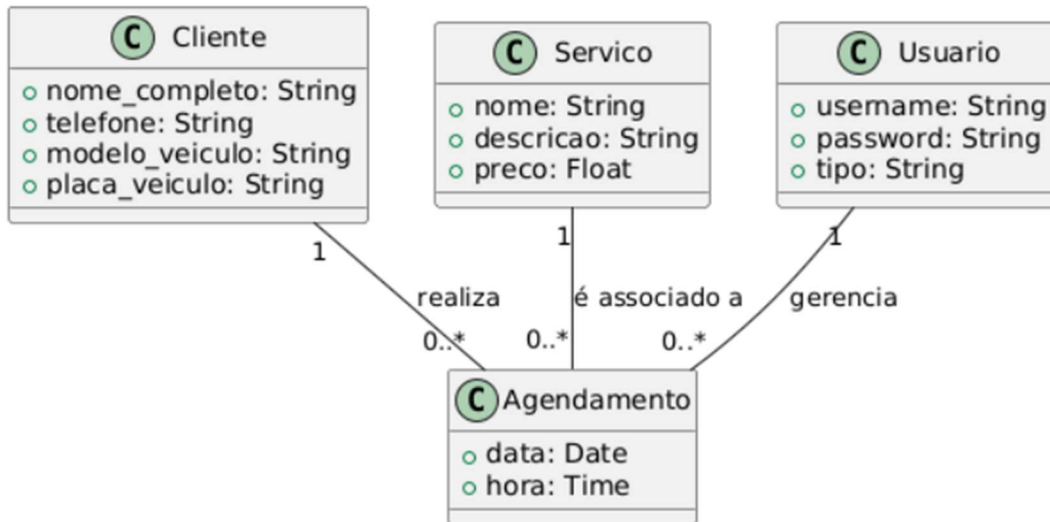 C Cliente
nome_completo: String
telefone: String
modelo_veiculo: String
placa_veiculo: String
C Servico
nome: String
descricao: String
preco: Float
C Usuario
username: String
password: String
tipo: String
1
1
1
realiza
é associado a
gerencia
0..*
0..*
0..*
C Agendamento
data: Date
hora: Time